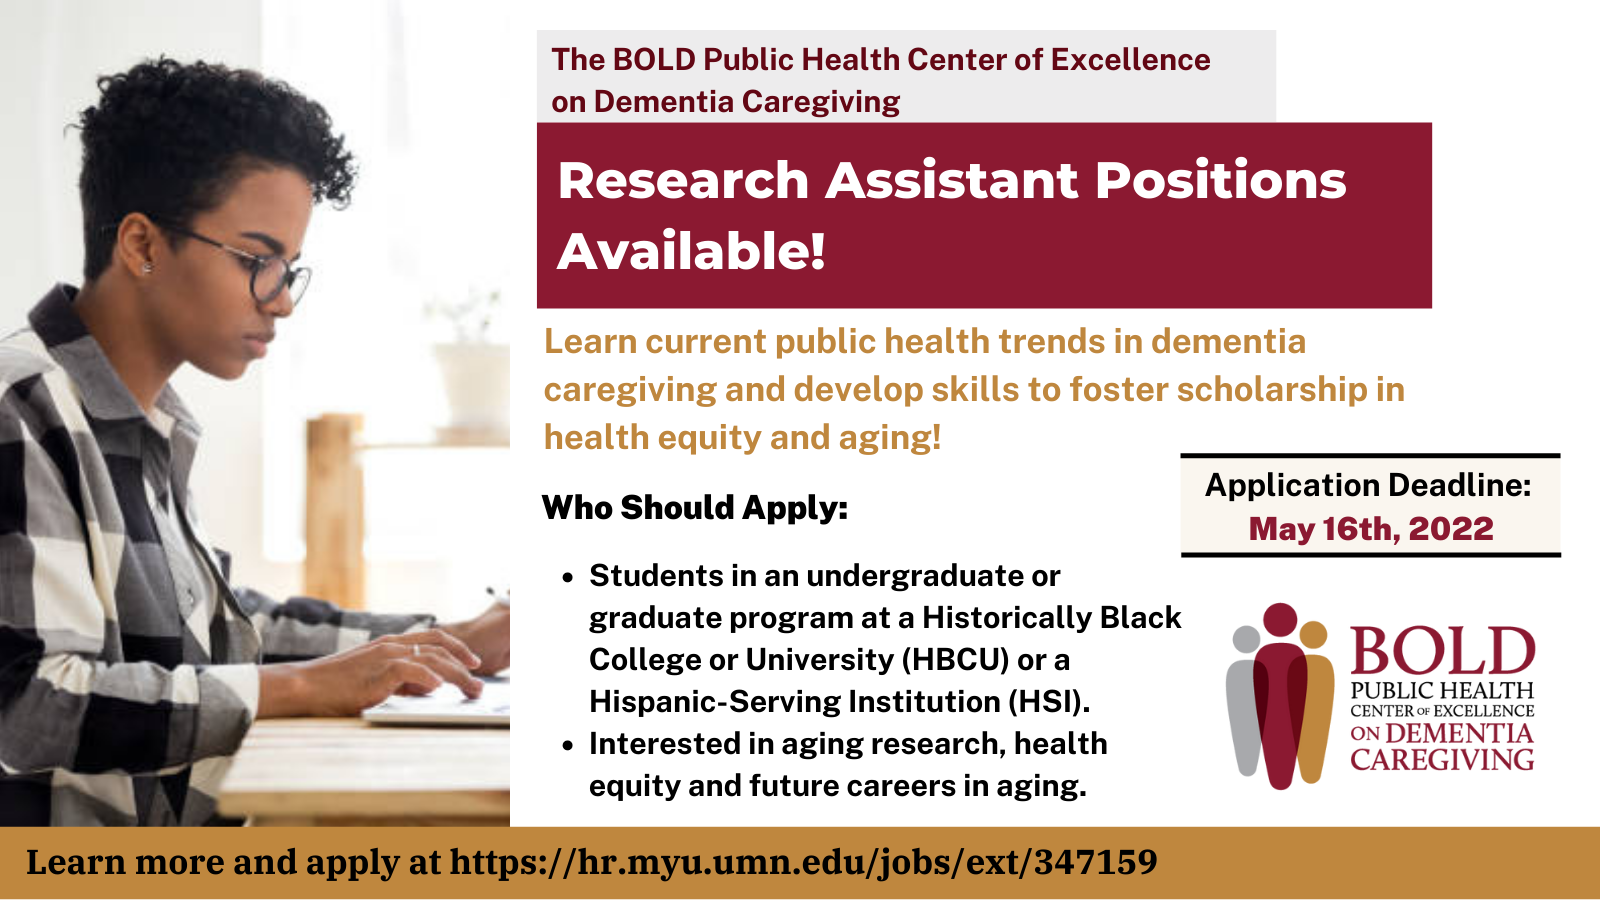 The BOLD Public Health Center of Excellence
on Dementia Caregiving
Research Assistant Positions
Available!
Learn current public health trends in dementia
caregiving and develop skills to foster scholarship in
health equity and aging!
Application Deadline:
May 16th, 2022
Who Should Apply:
• Students in an undergraduate or
graduate program at a Historically Black
College or University (HBCU) or a
Hispanic-Serving Institution (HSI).
• Interested in aging research, health
equity and future careers in aging.
BOLD
PUBLIC HEALTH
CENTER OF EXCELLENCE
ON DEMENTIA
CAREGIVING
Learn more and apply at https://hr.myu.umn.edu/jobs/ext/347159